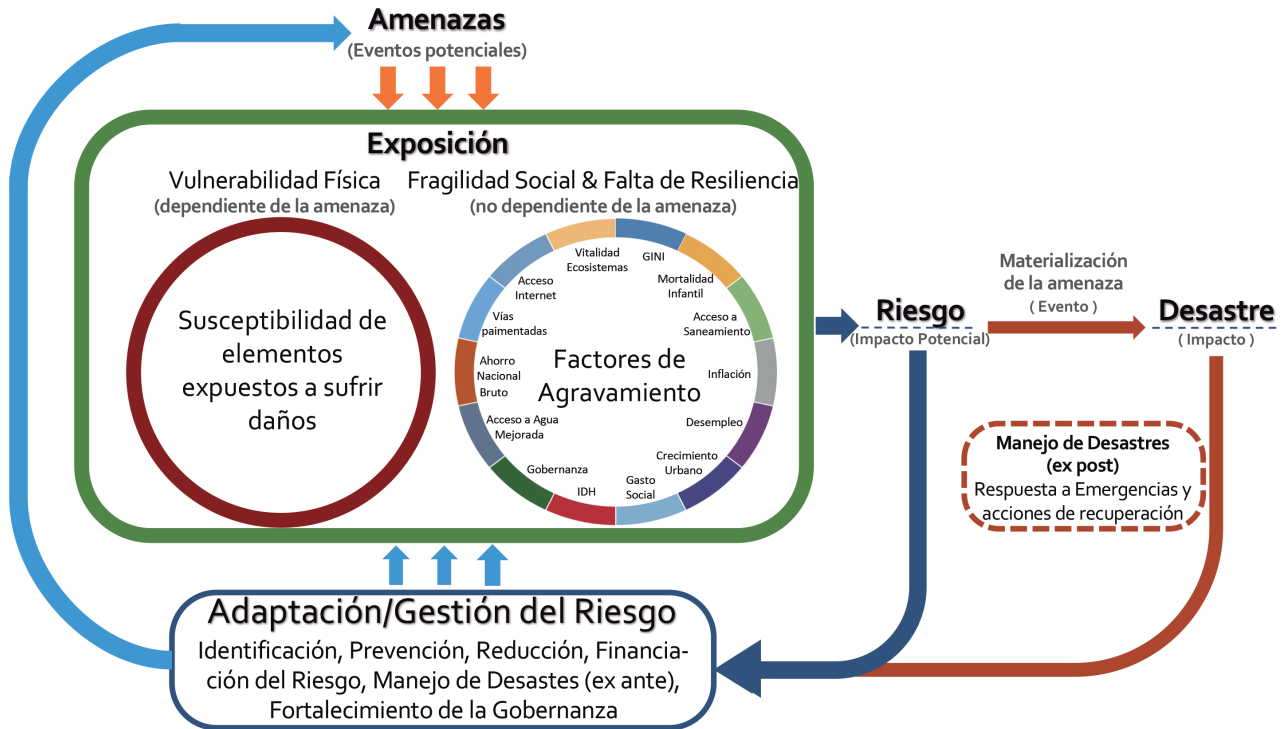 Amenazas
(Eventos potenciales)
Exposición
Vulnerabilidad Física
(dependiente de la amenaza)
Fragilidad Social & Falta de Resiliencia
(no dependiente de la amenaza)
Susceptibilidad de
elementos
expuestos a sufrir
daños
Factores de
Agravamiento
GINI
Mortalidad
Infantil
Acceso a
Saneamiento
Inflación
Desempleo
Crecimiento
Urbano
Gasto
Social
IDH
Gobernanza
Acceso a Agua
Mejorada
Ahorro
Nacional
Bruto
Vías
paimentadas
Acceso
Internet
Vitalidad
Ecosistemas
Riesgo
(Impacto Potencial)
Materialización
de la amenaza
( Evento )
Desastre
( Impacto )
Manejo de Desastres
(ex post)
Respuesta a Emergencias y
acciones de recuperación
Adaptación/Gestión del Riesgo
Identificación, Prevención, Reducción, Financia-
ción del Riesgo, Manejo de Desastes (ex ante),
Fortalecimiento de la Gobernanza